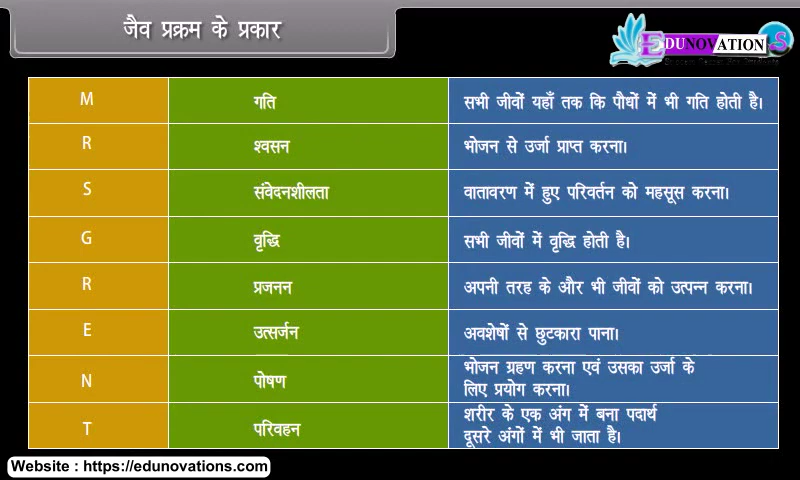 जैव प्रक्रम के प्रकार
EDUNOVATIONS
M गति सभी जीवों यहाँ तक कि पौधों में भी गति होती है।
R श्वसन भोजन से उर्जा प्राप्त करना।
S संवेदनशीलता वातावरण में हुए परिवर्तन को महसूस करना।
G वृद्धि सभी जीवों में वृद्धि होती है।
R प्रजनन अपनी तरह के और भी जीवों को उत्पन्न करना।
E उत्सर्जन अवशेषों से छुटकारा पाना।
N पोषण भोजन ग्रहण करना एवं उसका उर्जा के
लिए प्रयोग करना।
T परिवहन शरीर के एक अंग में बना पदार्थ
दूसरे अंगों में भी जाता है।
Website : https://edunovations.com